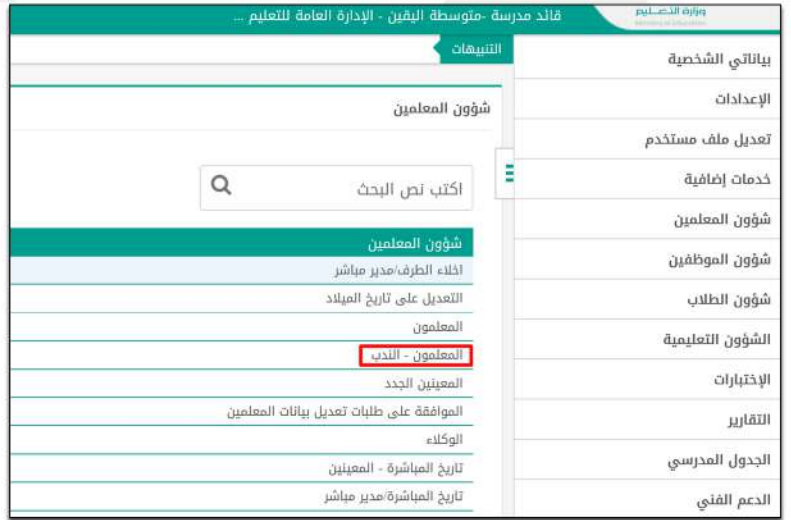 وزارة التعليم
قائد مدرسة -متوسطة اليقين - الإدارة العامة للتعليم ...
بياناتي الشخصية
الإعدادات
تعديل ملف مستخدم
خدمات إضافية
شؤون المعلمين
شؤون الموظفين
شؤون الطلاب
الشؤون التعليمية
الإختبارات
التقارير
الجدول المدرسي
الدعم الفني
التنبيهات
شؤون المعلمين
اكتب نص البحث
شؤون المعلمين
اخلاء الطرف/مدير مباشر
التعديل على تاريخ الميلاد
المعلمون
المعلمون - الندب
المعينين الجدد
الموافقة على طلبات تعديل بيانات المعلمين
الوكلاء
تاريخ المباشرة - المعينين
تاريخ المباشرة/مدير مباشر